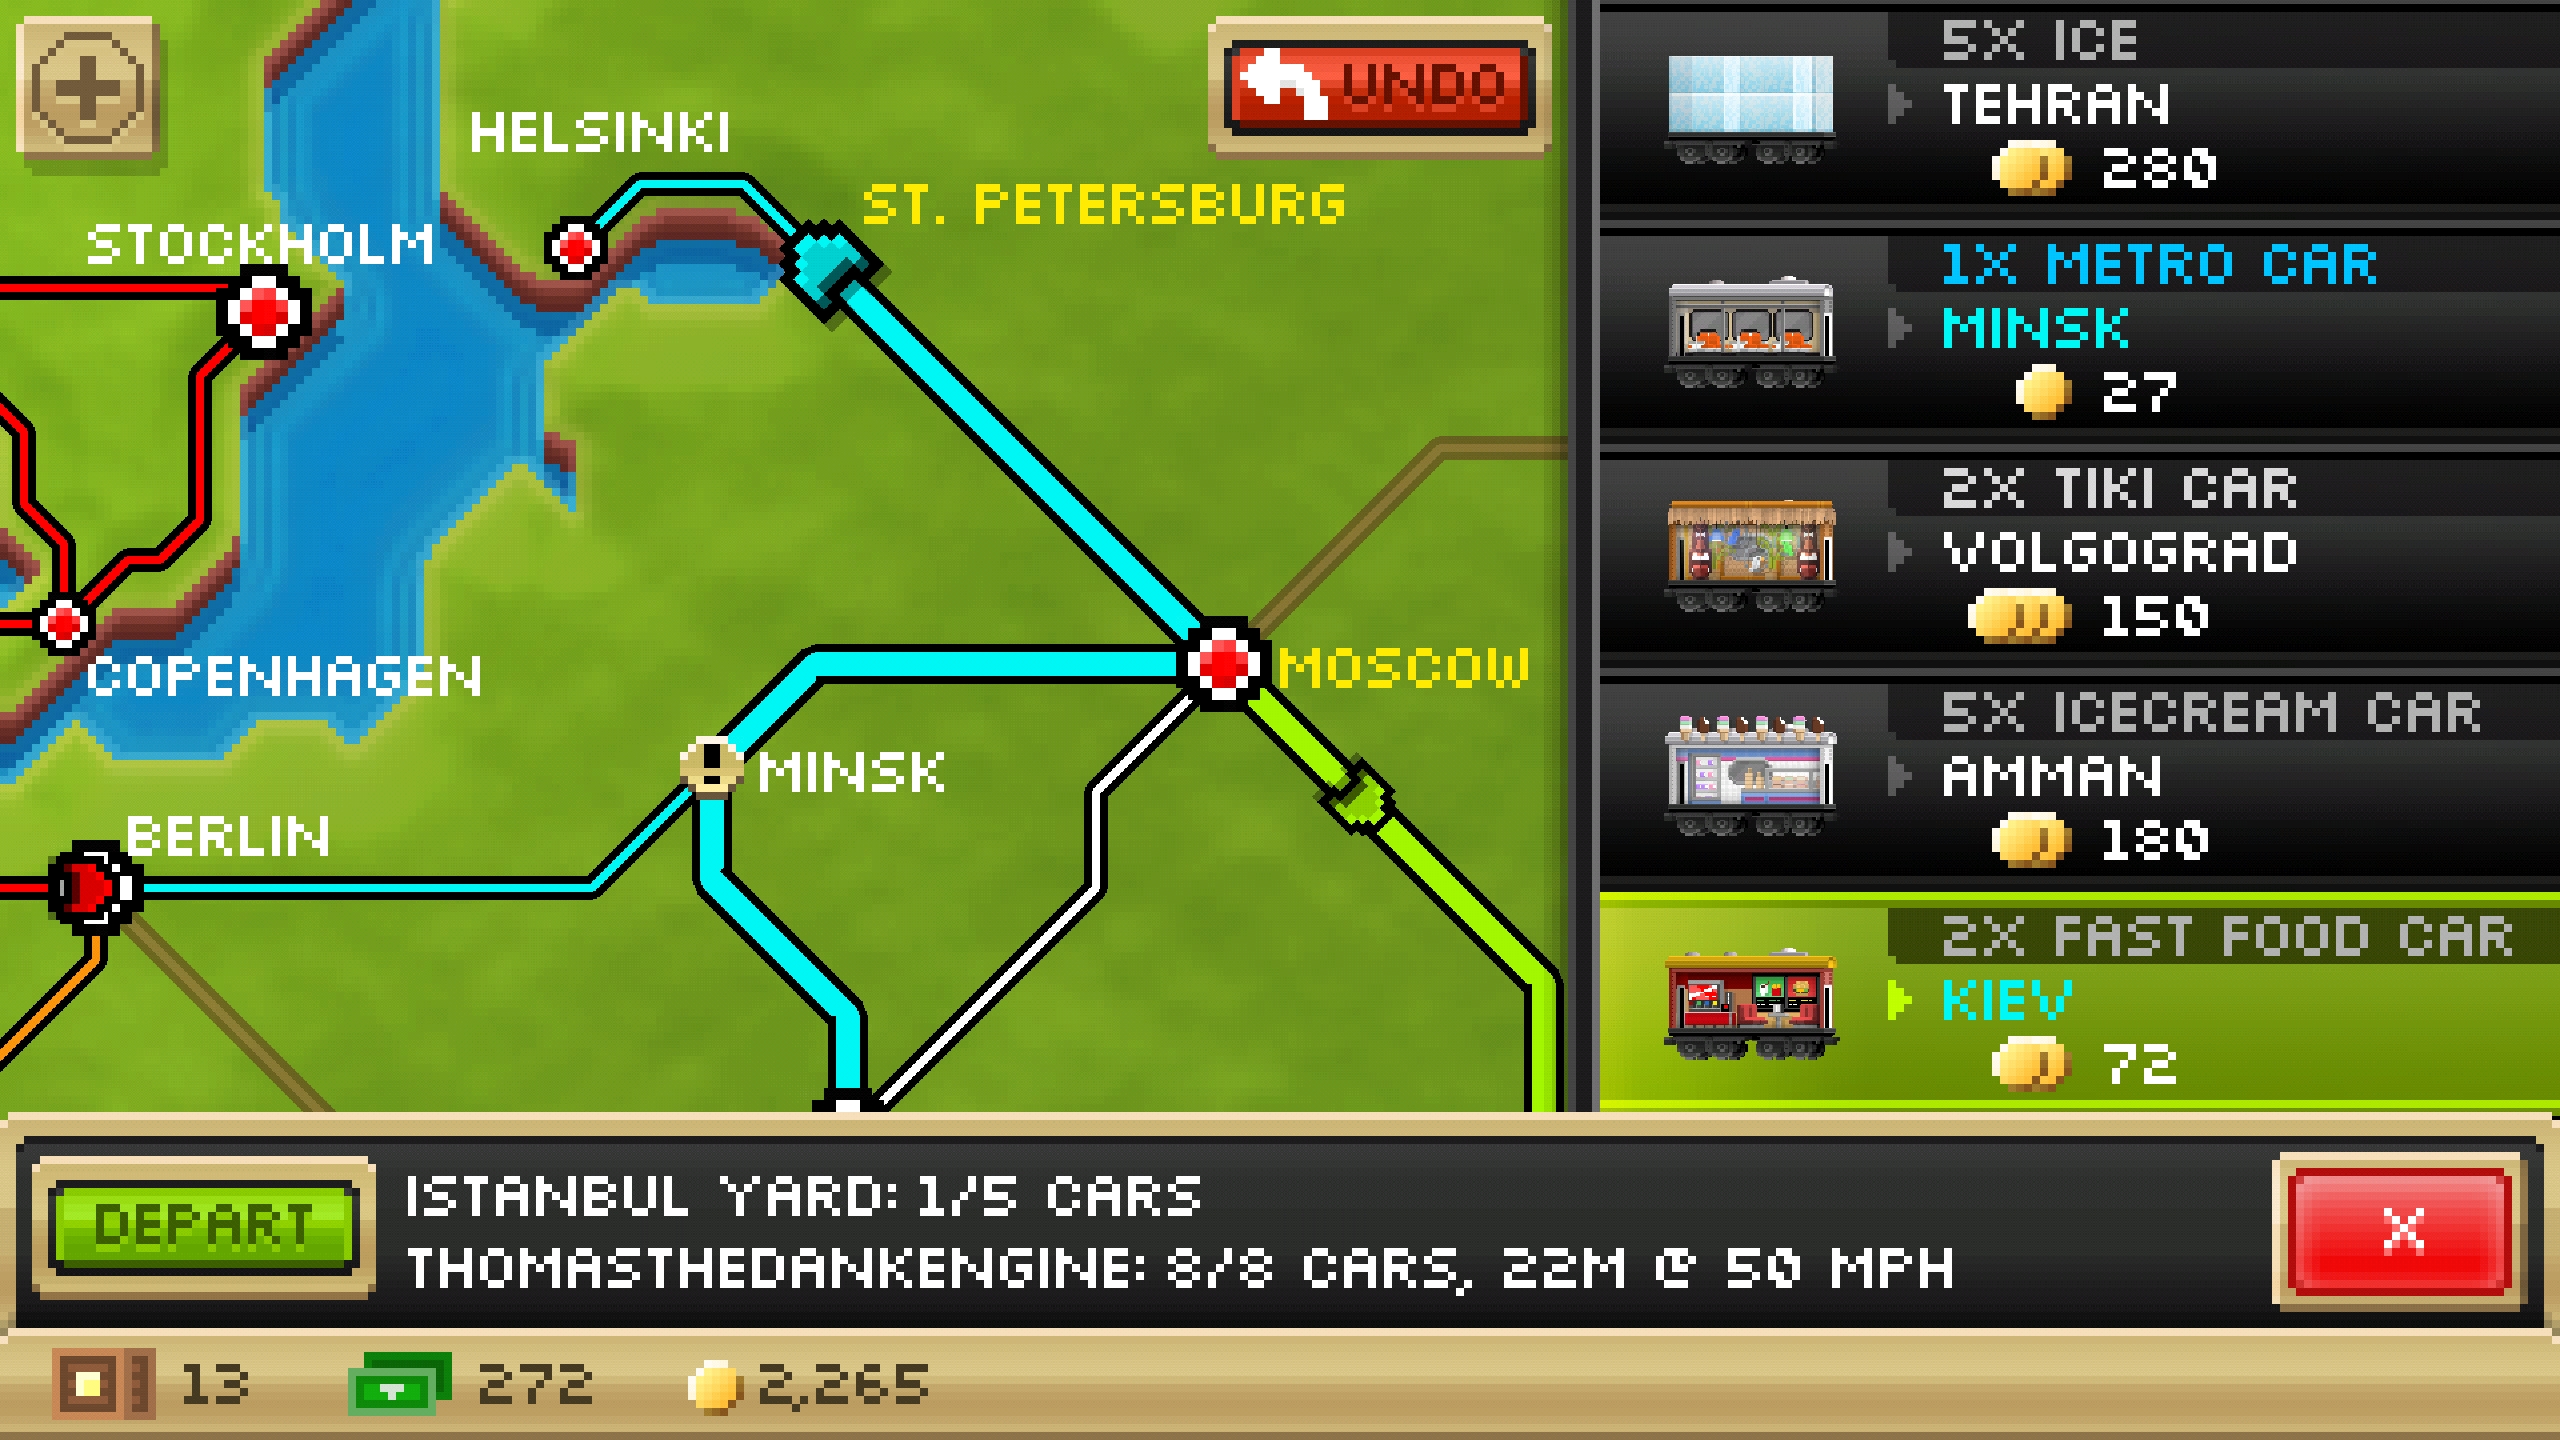 UNDO
HELSINKI
ST. PETERSBURG
STOCKHOLM
MOSCOW
COPENHAGEN
MINSK
BERLIN
5X ICE
TEHRAN
280
1X METRO CAR
MINSK
27
2X TIKI CAR
VOLGOGRAD
150
5X ICECREAM CAR
AMMAN
180
2X FAST FOOD CAR
KIEV
72
DEPART
ISTANBUL YARD: 1/5 CARS
THOMASTHEDANKENGINE: 8/8 CARS, 22M @ 50 MPH
X
13
272
2,265